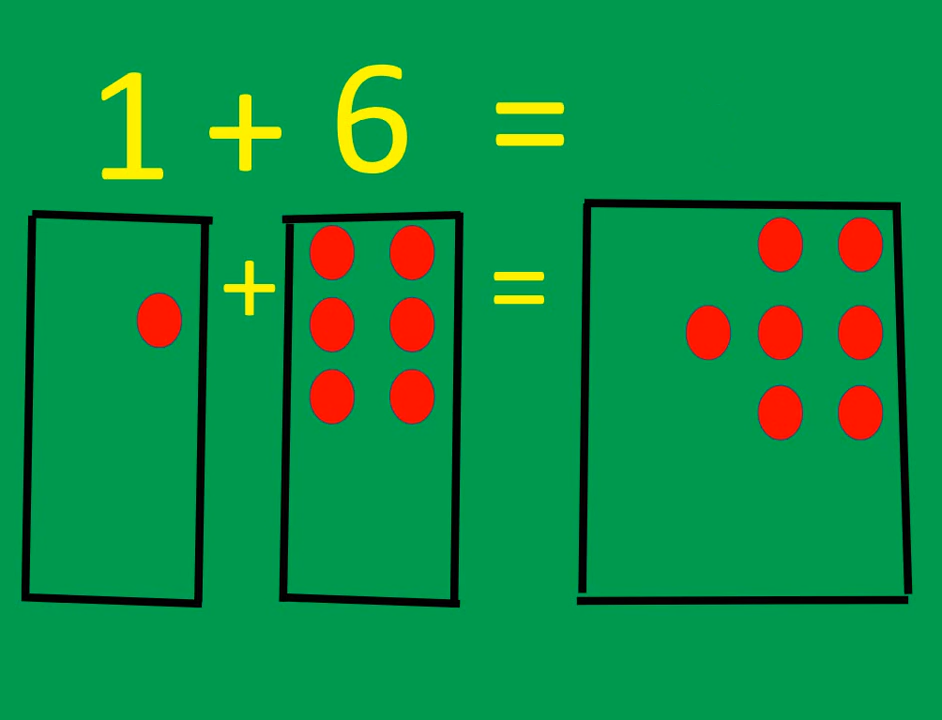 1 + 6 =
+ =